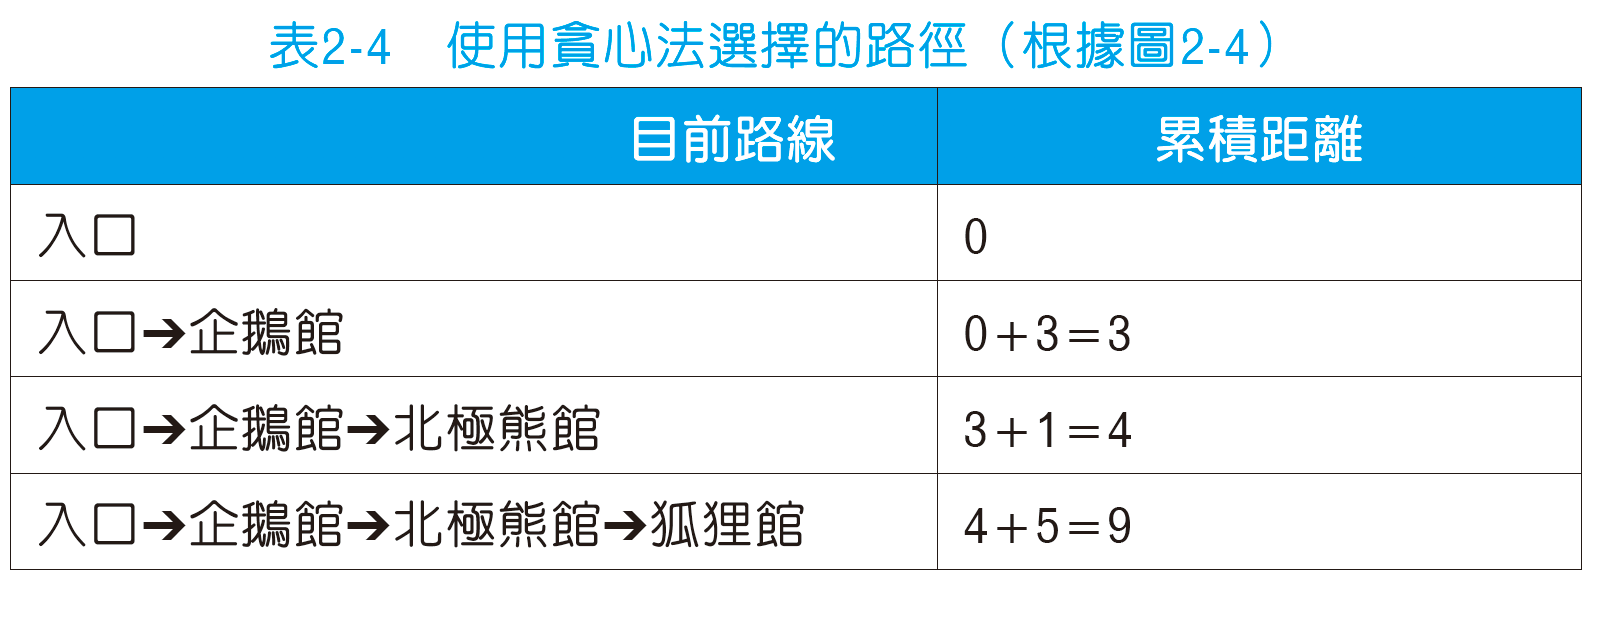 表2-4　使用貪心法選擇的路徑（根據圖2-4）
目前路線 累積距離
入口 0
入口➔企鵝館 0＋3＝3
入口➔企鵝館➔北極熊館 3＋1＝4
入口➔企鵝館➔北極熊館➔狐狸館 4＋5＝9